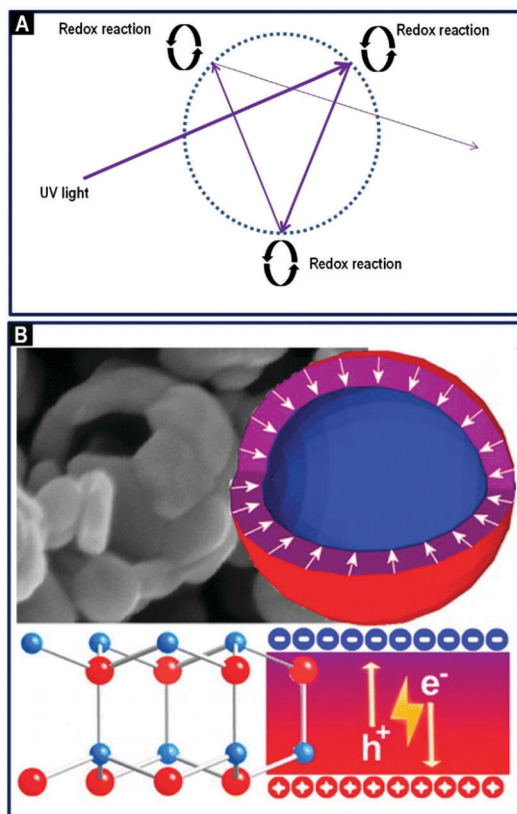 A
Redox reaction
Redox reaction
UV light
Redox reaction
B
h+
e-